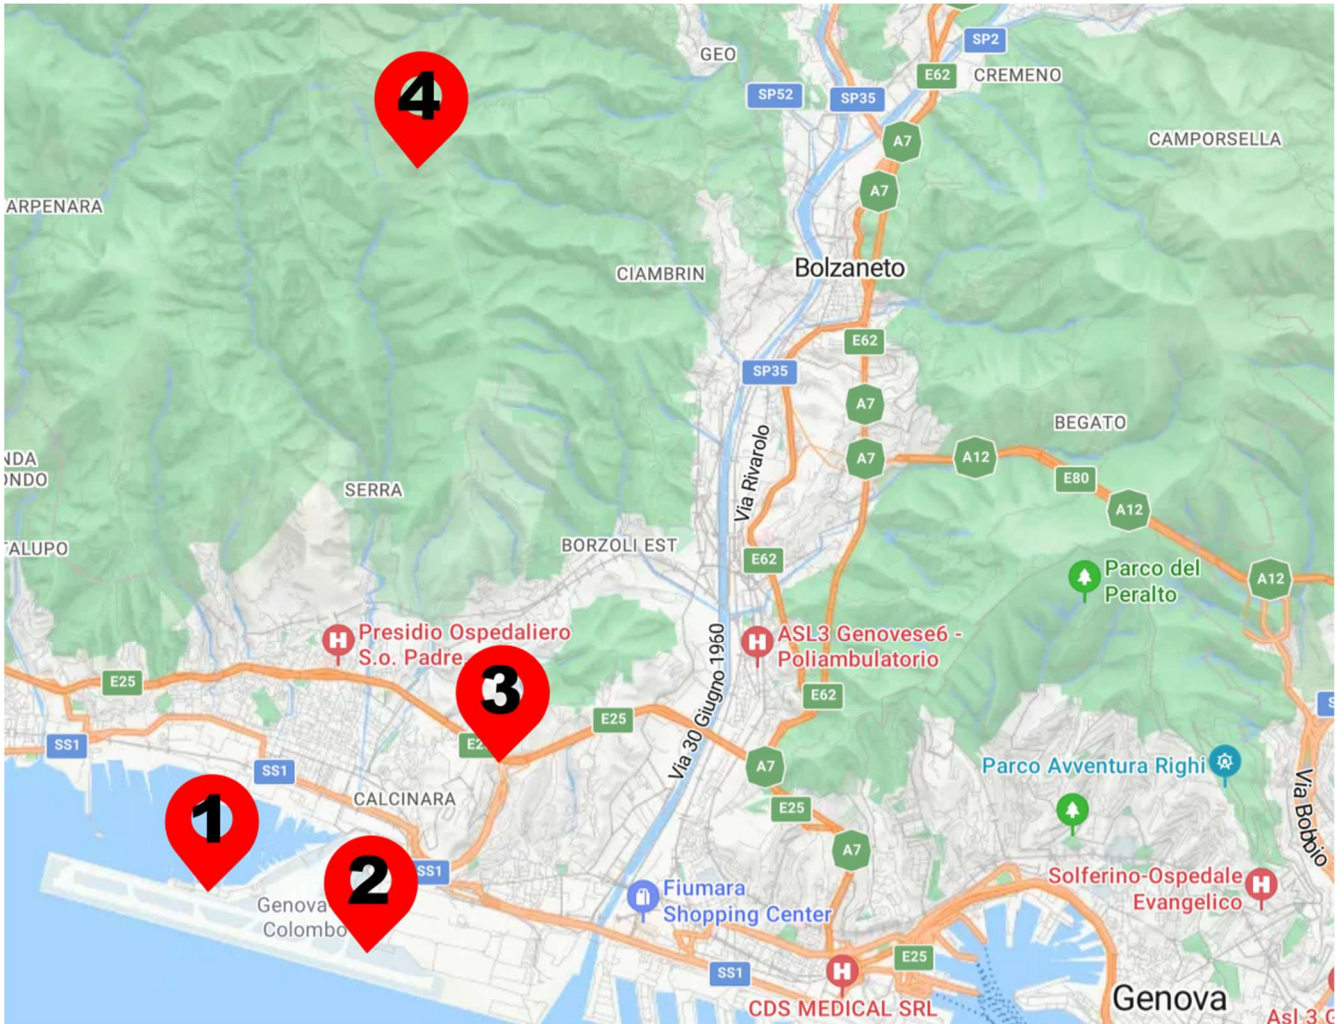 GEO
SP2
E62
CREMENO
SP52
SP35
4
A7
CAMPORSELLA
A7
ARPENARA
CIAMBRIN
Bolzaneto
E62
SP35
A7
BEGATO
Via Rivarolo
A7
A12
E80
SERRA
A12
BORZOLI EST
E62
Parco del
Peralto
A12
Presidio Ospedaliero
S.o. Padre
ASL3 Genovese6 -
Poliambulatorio
Via 30 Giugno 1960
E25
3
E62
E25
SS1
SS1
A7
Parco Avventura Righi
CALCINARA
E25
Via Bobbio
1
A7
2
SS1
Fiumara
Shopping Center
Solferino-Ospedale
Evangelico
Genova
Colombo
E25
SS1
CDS MEDICAL SRL
Genova
Asl 3